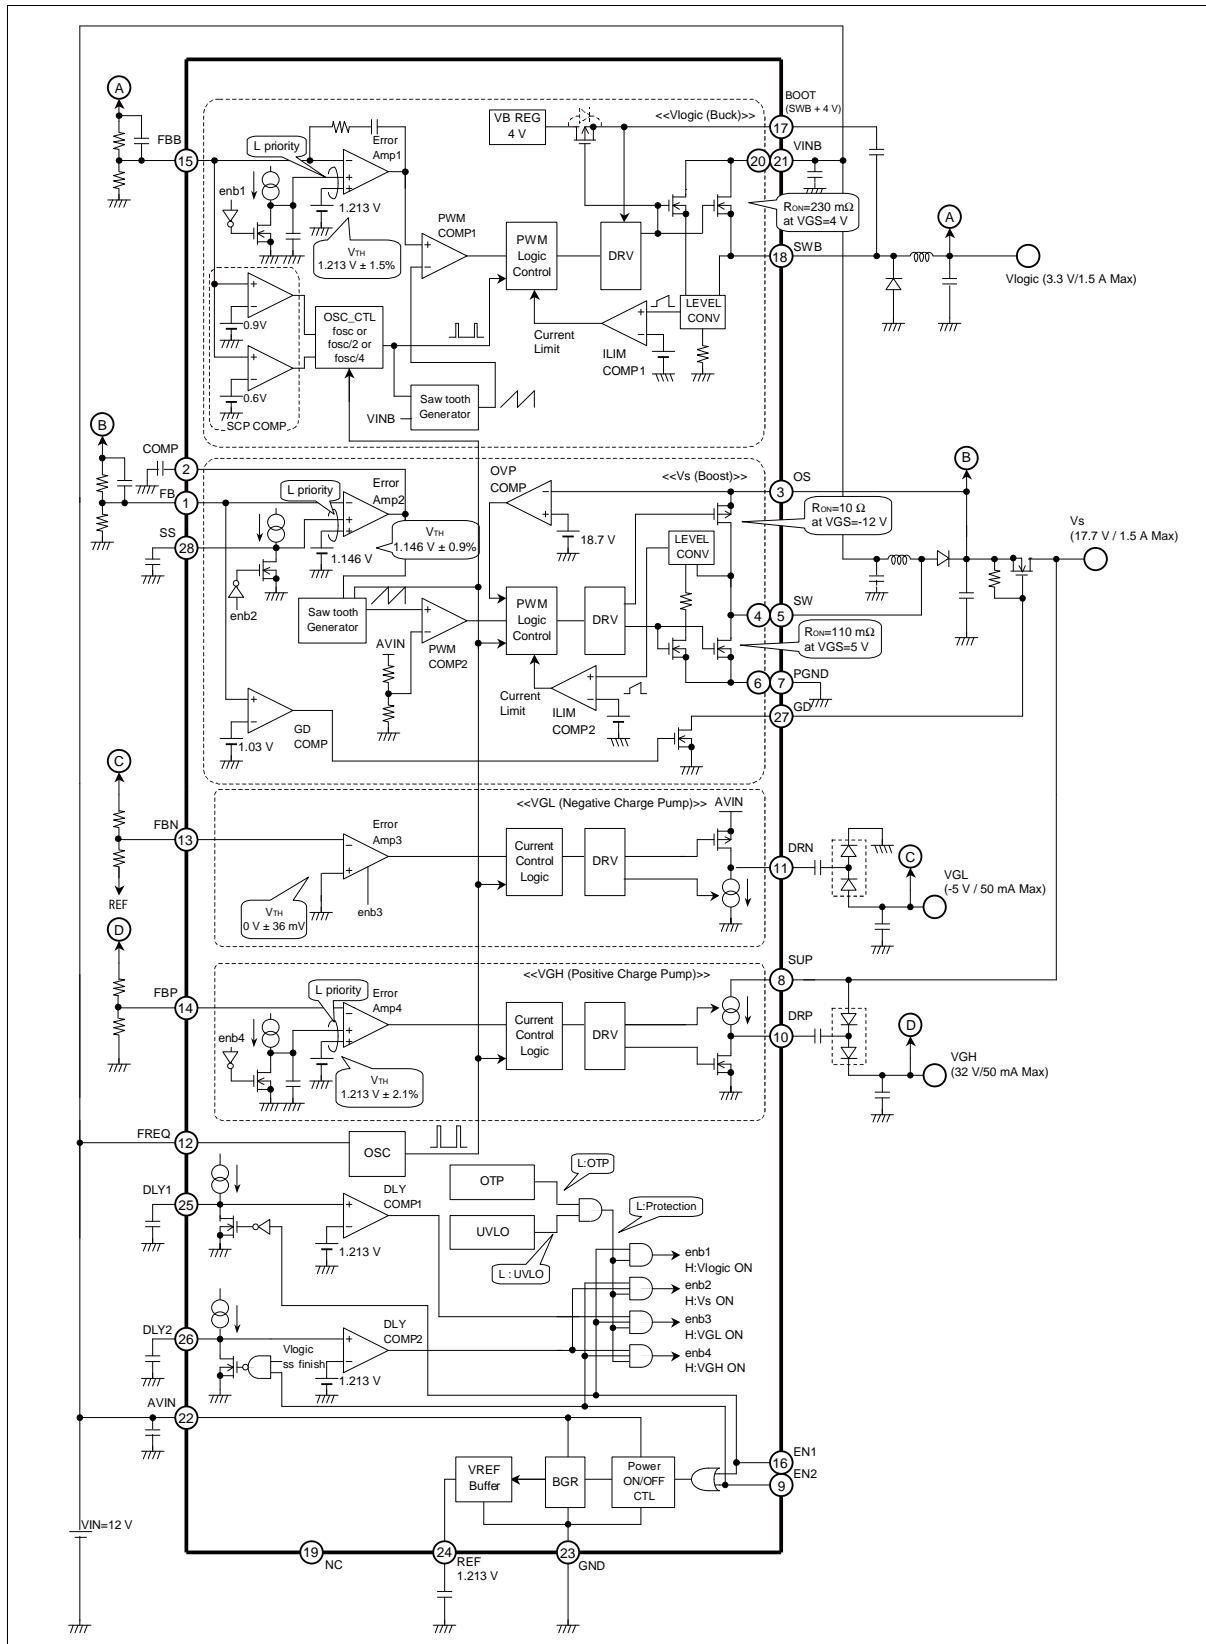 A
FBB
15
L priority
Error
Amp1
enb1
1.213 V
VTH
1.213 V ± 1.5%
VB REG
4 V
<<Vlogic (Buck)>>
BOOT
(SWB + 4 V)
17
VINB
20
21
RON=230 mΩ
at VGS=4 V
PWM
COMP1
PWM
Logic
Control
DRV
SWB
18
A
Vlogic (3.3 V/1.5 A Max)
LEVEL
CONV
Current
Limit
ILIM
COMP1
0.9V
0.6V
SCP COMP
OSC_CTL
fosc or
fosc/2 or
fosc/4
VINB
Saw tooth
Generator
B
COMP
2
FB
1
SS
28
L priority
Error
Amp2
1.146 V
VTH
1.146 V ± 0.9%
enb2
Saw tooth
Generator
AVIN
PWM
COMP2
OVP
COMP
18.7 V
<<Vs (Boost)>>
OS
3
B
RON=10 Ω
at VGS=-12 V
Vs
(17.7 V / 1.5 A Max)
LEVEL
CONV
PWM
Logic
Control
DRV
SW
4
5
RON=110 mΩ
at VGS=5 V
PGND
6
7
Current
Limit
ILIM
COMP2
GD
27
1.03 V
GD
COMP
C
FBN
13
REF
<<VGL (Negative Charge Pump)>>
Error
Amp3
VTH
0 V ± 36 mV
enb3
Current
Control
Logic
DRV
AVIN
DRN
11
C
VGL
(-5 V / 50 mA Max)
D
FBP
14
<<VGH (Positive Charge Pump)>>
L priority
Error
Amp4
enb4
VTH
1.213 V ± 2.1%
Current
Control
Logic
DRV
SUP
8
DRP
10
D
VGH
(32 V/50 mA Max)
FREQ
12
OSC
DLY1
25
DLY
COMP1
1.213 V
OTP
L:OTP
UVLO
L : UVLO
L:Protection
enb1
H:Vlogic ON
enb2
H:Vs ON
enb3
H:VGL ON
enb4
H:VGH ON
DLY2
26
Vlogic
ss finish
DLY
COMP2
1.213 V
AVIN
22
VREF
Buffer
BGR
Power
ON/OFF
CTL
EN1
16
EN2
9
VIN=12 V
19
NC
24
REF
1.213 V
23
GND